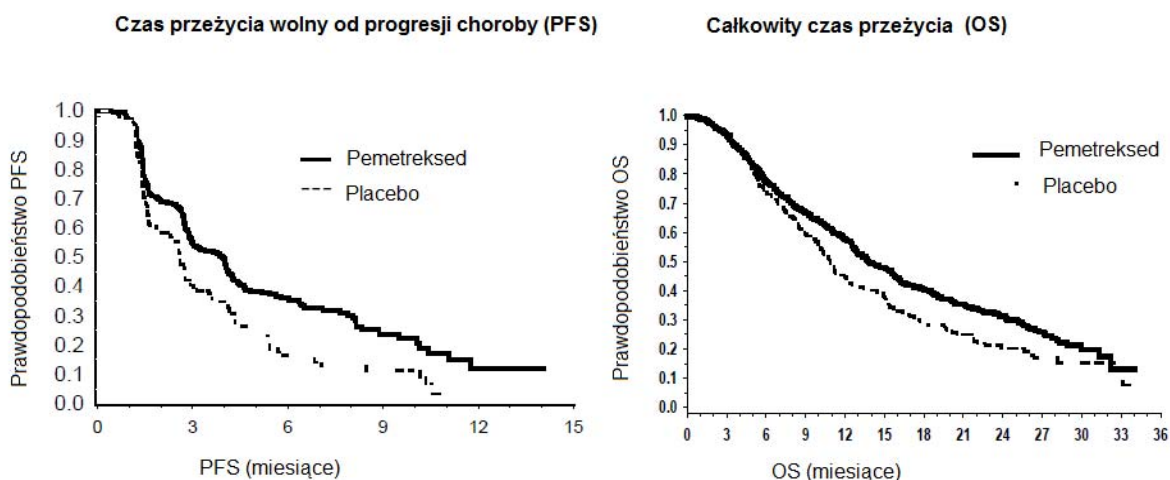 Czas przeżycia wolny od progresji choroby (PFS)
Prawdopodobieństwo PFS
1.0
0.9
0.8
0.7
0.6
0.5
0.4
0.3
0.2
0.1
0.0
Pemetreksed
Placebo
0 3 6 9 12 15
PFS (miesiące)
Całkowity czas przeżycia (OS)
Prawdopodobieństwo OS
1.0
0.9
0.8
0.7
0.6
0.5
0.4
0.3
0.2
0.1
0.0
Pemetreksed
Placebo
0 3 6 9 12 15 18 21 24 27 30 33 36
OS (miesiące)